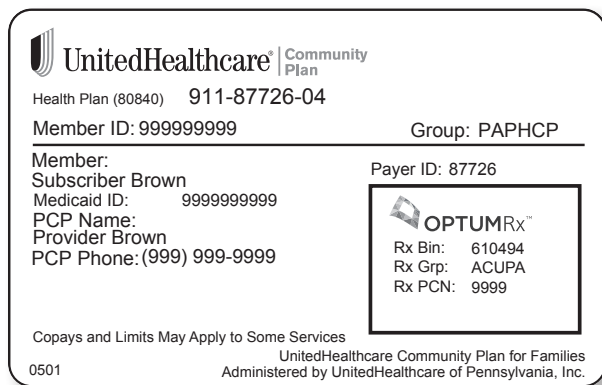 UnitedHealthcare® Community Plan
Health Plan (80840) 911-87726-04
Member ID: 999999999 Group: PAPHCP
Member:
Subscriber Brown
Medicaid ID: 9999999999
PCP Name:
Provider Brown
PCP Phone: (999) 999-9999
Payer ID: 87726
OPTUMRx™
Rx Bin: 610494
Rx Grp: ACUPA
Rx PCN: 9999
Copays and Limits May Apply to Some Services
UnitedHealthcare Community Plan for Families
0501 Administered by UnitedHealthcare of Pennsylvania, Inc.